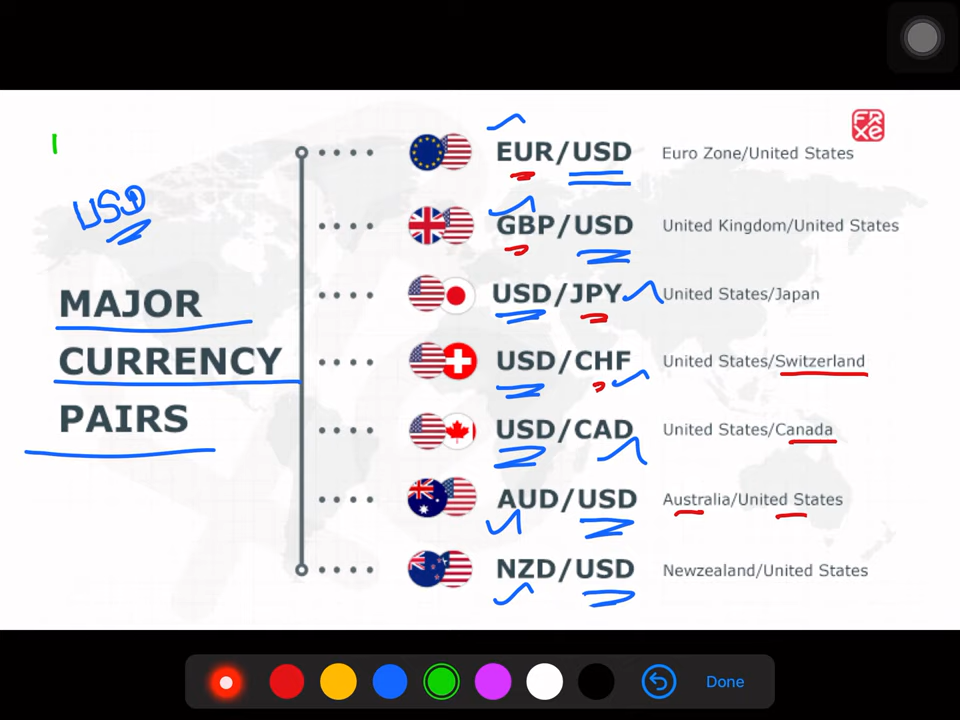 FR
xe
EUR/USD Euro Zone/United States
USD
GBP/USD United Kingdom/United States
MAJOR
CURRENCY
PAIRS
USD/JPY United States/Japan
USD/CHF United States/Switzerland
USD/CAD United States/Canada
AUD/USD Australia/United States
NZD/USD Newzealand/United States
Done